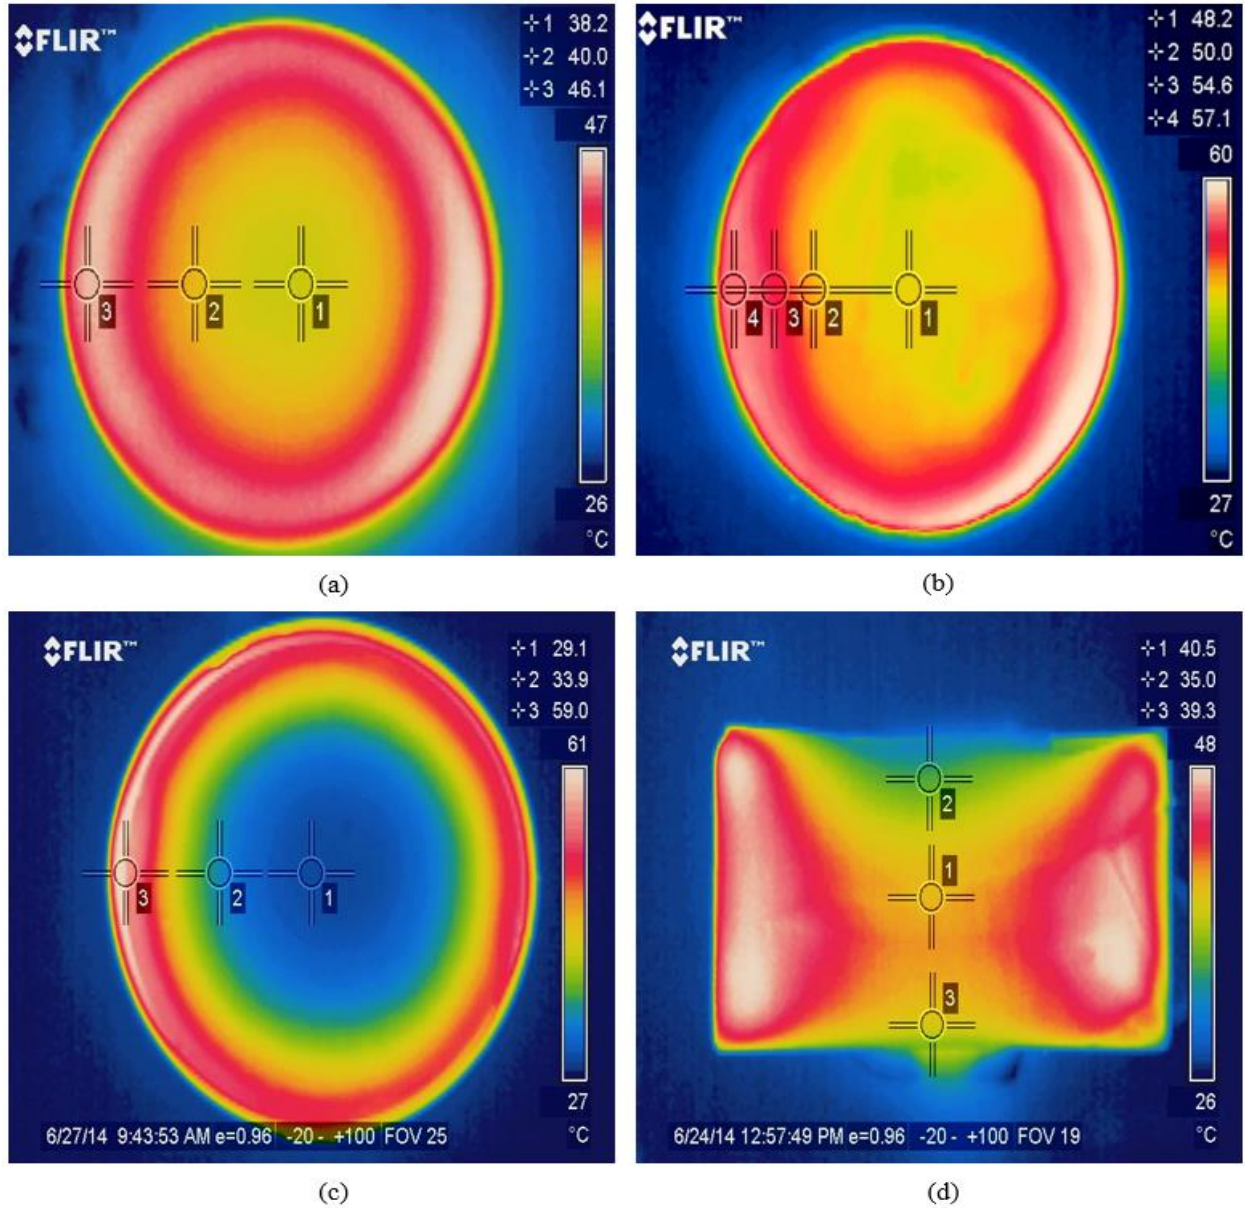 FLIR™
1 38.2
2 40.0
3 46.1
47
3 2 1
26
°C
(a)
FLIR™
1 48.2
2 50.0
3 54.6
4 57.1
60
4 3 2 1
27
°C
(b)
FLIR™
1 29.1
2 33.9
3 59.0
61
3 2 1
27
°C
6/27/14 9:43:53 AM e=0.96 -20 - +100 FOV 25
(c)
FLIR™
1 40.5
2 35.0
3 39.3
48
2
1
3
26
°C
6/24/14 12:57:49 PM e=0.96 -20 - +100 FOV 19
(d)